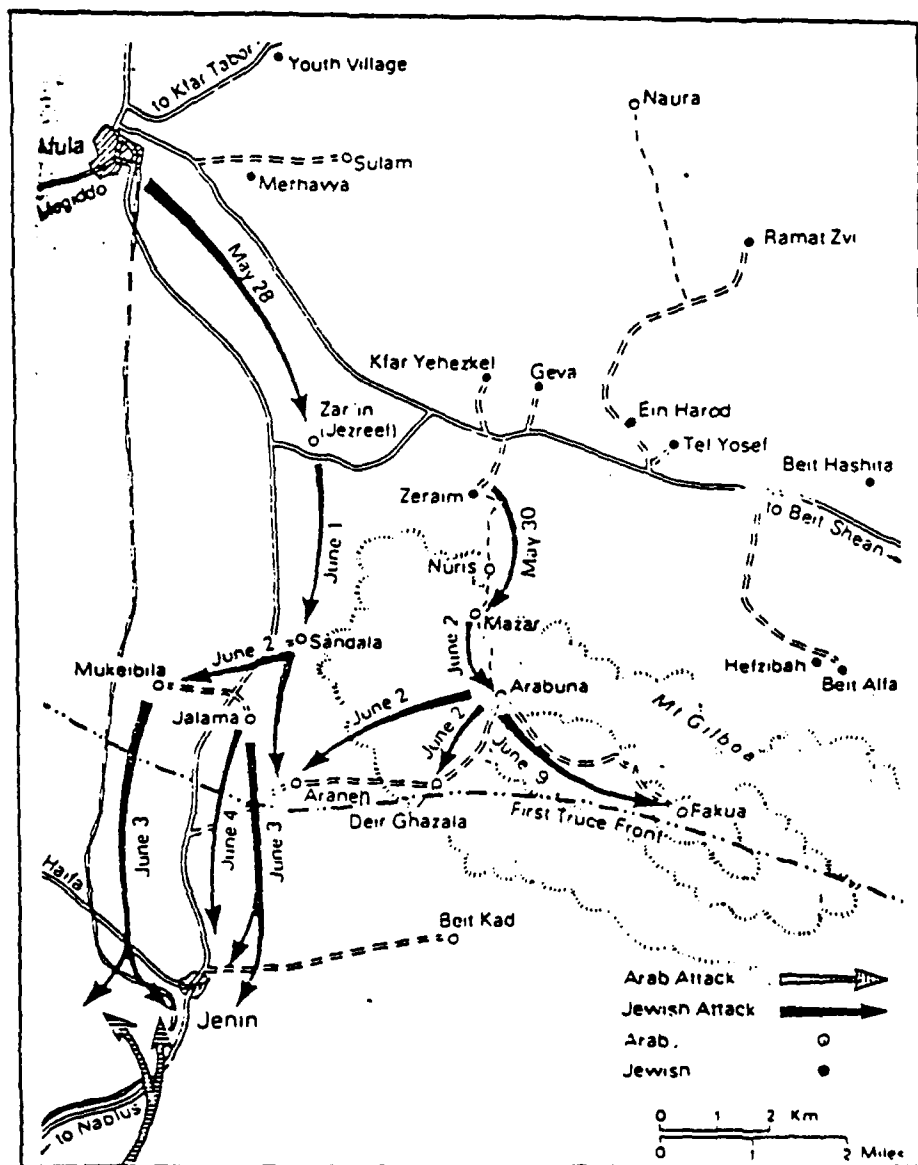 to Kfar Tabor
Youth Village
Naura
Afula
Sulam
Merhavya
Megiddo
Ramat Zvi
May 28
Kfar Yehezkel
Geva
Zar'in
(Jezreel)
Ein Harod
Tel Yosef
Beit Hashita
Zeraim
to Beit Shean
May 30
June 1
Nuris
Mazar
June 2
Sandala
June 2
Mukeibila
Hefzibah
Beit Alfa
Arabuna
Jalama
June 2
June 2
Mt Gilboa
June 9
Araneh
Deir Ghazala
First Truce Front
Fakua
June 3
June 4
June 3
Haifa
Beit Kad
Jenin
to Nablus
Arab Attack
Jewish Attack
Arab.
Jewish
0 1 2 Km
0 1 2 Miles